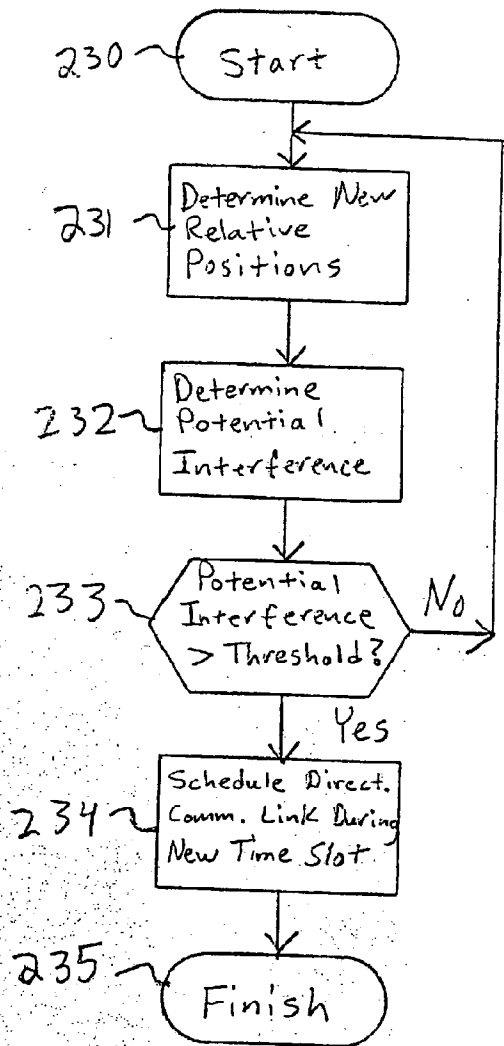 230
Start
231
Determine New
Relative
Positions
232
Determine
Potential
Interference
233
Potential
Interference
> Threshold?
No
Yes
234
Schedule Direct.
Comm. Link During
New Time Slot
235
Finish